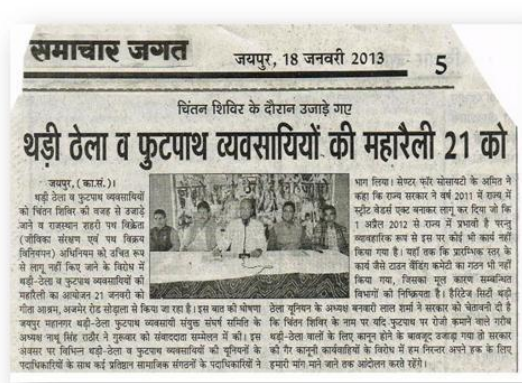 समाचार जगत
जयपुर, 18 जनवरी 2013
5
चिंतन शिविर के दौरान उजाड़े गए
थड़ी ठेला व फुटपाथ व्यवसायियों की महारैली 21 को
जयपुर, (का.सं.)।
थड़ी ठेला व फुटपाथ व्यवसायियों
को चिंतन शिविर की वजह से उजाड़े
जाने व राजस्थान शहरी पथ विक्रेता
(जीविका संरक्षण एवं पथ विक्रय
विनियमन) अधिनियम को उचित रूप
से लागू नहीं किए जाने के विरोध में
थड़ी-ठेला व फुटपाथ व्यवसायियों की
महारैली का आयोजन 21 जनवरी को
गीता आश्रम, अजमेर रोड सोड़ाला से किया जा रहा है। इस बात की घोषणा
जयपुर महानगर थड़ी-ठेला फुटपाथ व्यवसायी संयुक्त संघर्ष समिति के
अध्यक्ष नाथू सिंह राठौर ने गुरुवार को संवाददाता सम्मेलन में की। इस
अवसर पर विभिन्न थड़ी-ठेला व फुटपाथ व्यवसायियों की यूनियनों के
पदाधिकारियों के साथ कई प्रतिष्ठान सामाजिक संगठनों के पदाधिकारियों ने
भाग लिया। सेण्टर फॉर सोसायटी के अमित ने
कहा कि राज्य सरकार ने वर्ष 2011 में राज्य में
स्ट्रीट वेडर्स एक्ट बनाकर लागू कर दिया जो कि
1 अप्रैल 2012 से राज्य में प्रभावी है परन्तु
व्यावहारिक रूप से इस पर कोई भी कार्य नहीं
किया गया है। यहाँ तक कि प्रारम्भिक स्तर के
कार्य जैसे टाउन वेंडिंग कमेटी का गठन भी नहीं
किया गया, जिसका मूल कारण सम्बन्धित
विभागों की निष्क्रियता है। हैरिटेज सिटी थड़ी
ठेला यूनियन के अध्यक्ष बनवारी लाल शर्मा ने सरकार को चेतावनी दी है
कि चिंतन शिविर के नाम पर यदि फुटपाथ पर रोजी कमाने वाले गरीब
थड़ी-ठेला वालों के लिए कानून होने के बावजूद उजाड़ा गया तो सरकार
की गैर कानूनी कार्यवाहियों के विरोध में हम निरन्तर अपने हक के लिए
हमारी मांग माने जाने तक आंदोलन करते रहेंगे।